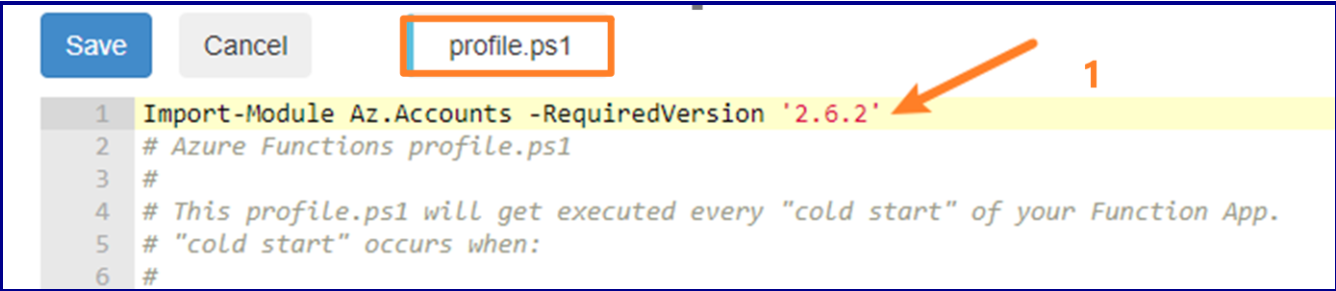 Save Cancel profile.ps1
1
1 Import-Module Az.Accounts -RequiredVersion '2.6.2'
2 # Azure Functions profile.ps1
3 #
4 # This profile.ps1 will get executed every "cold start" of your Function App.
5 # "cold start" occurs when:
6 #